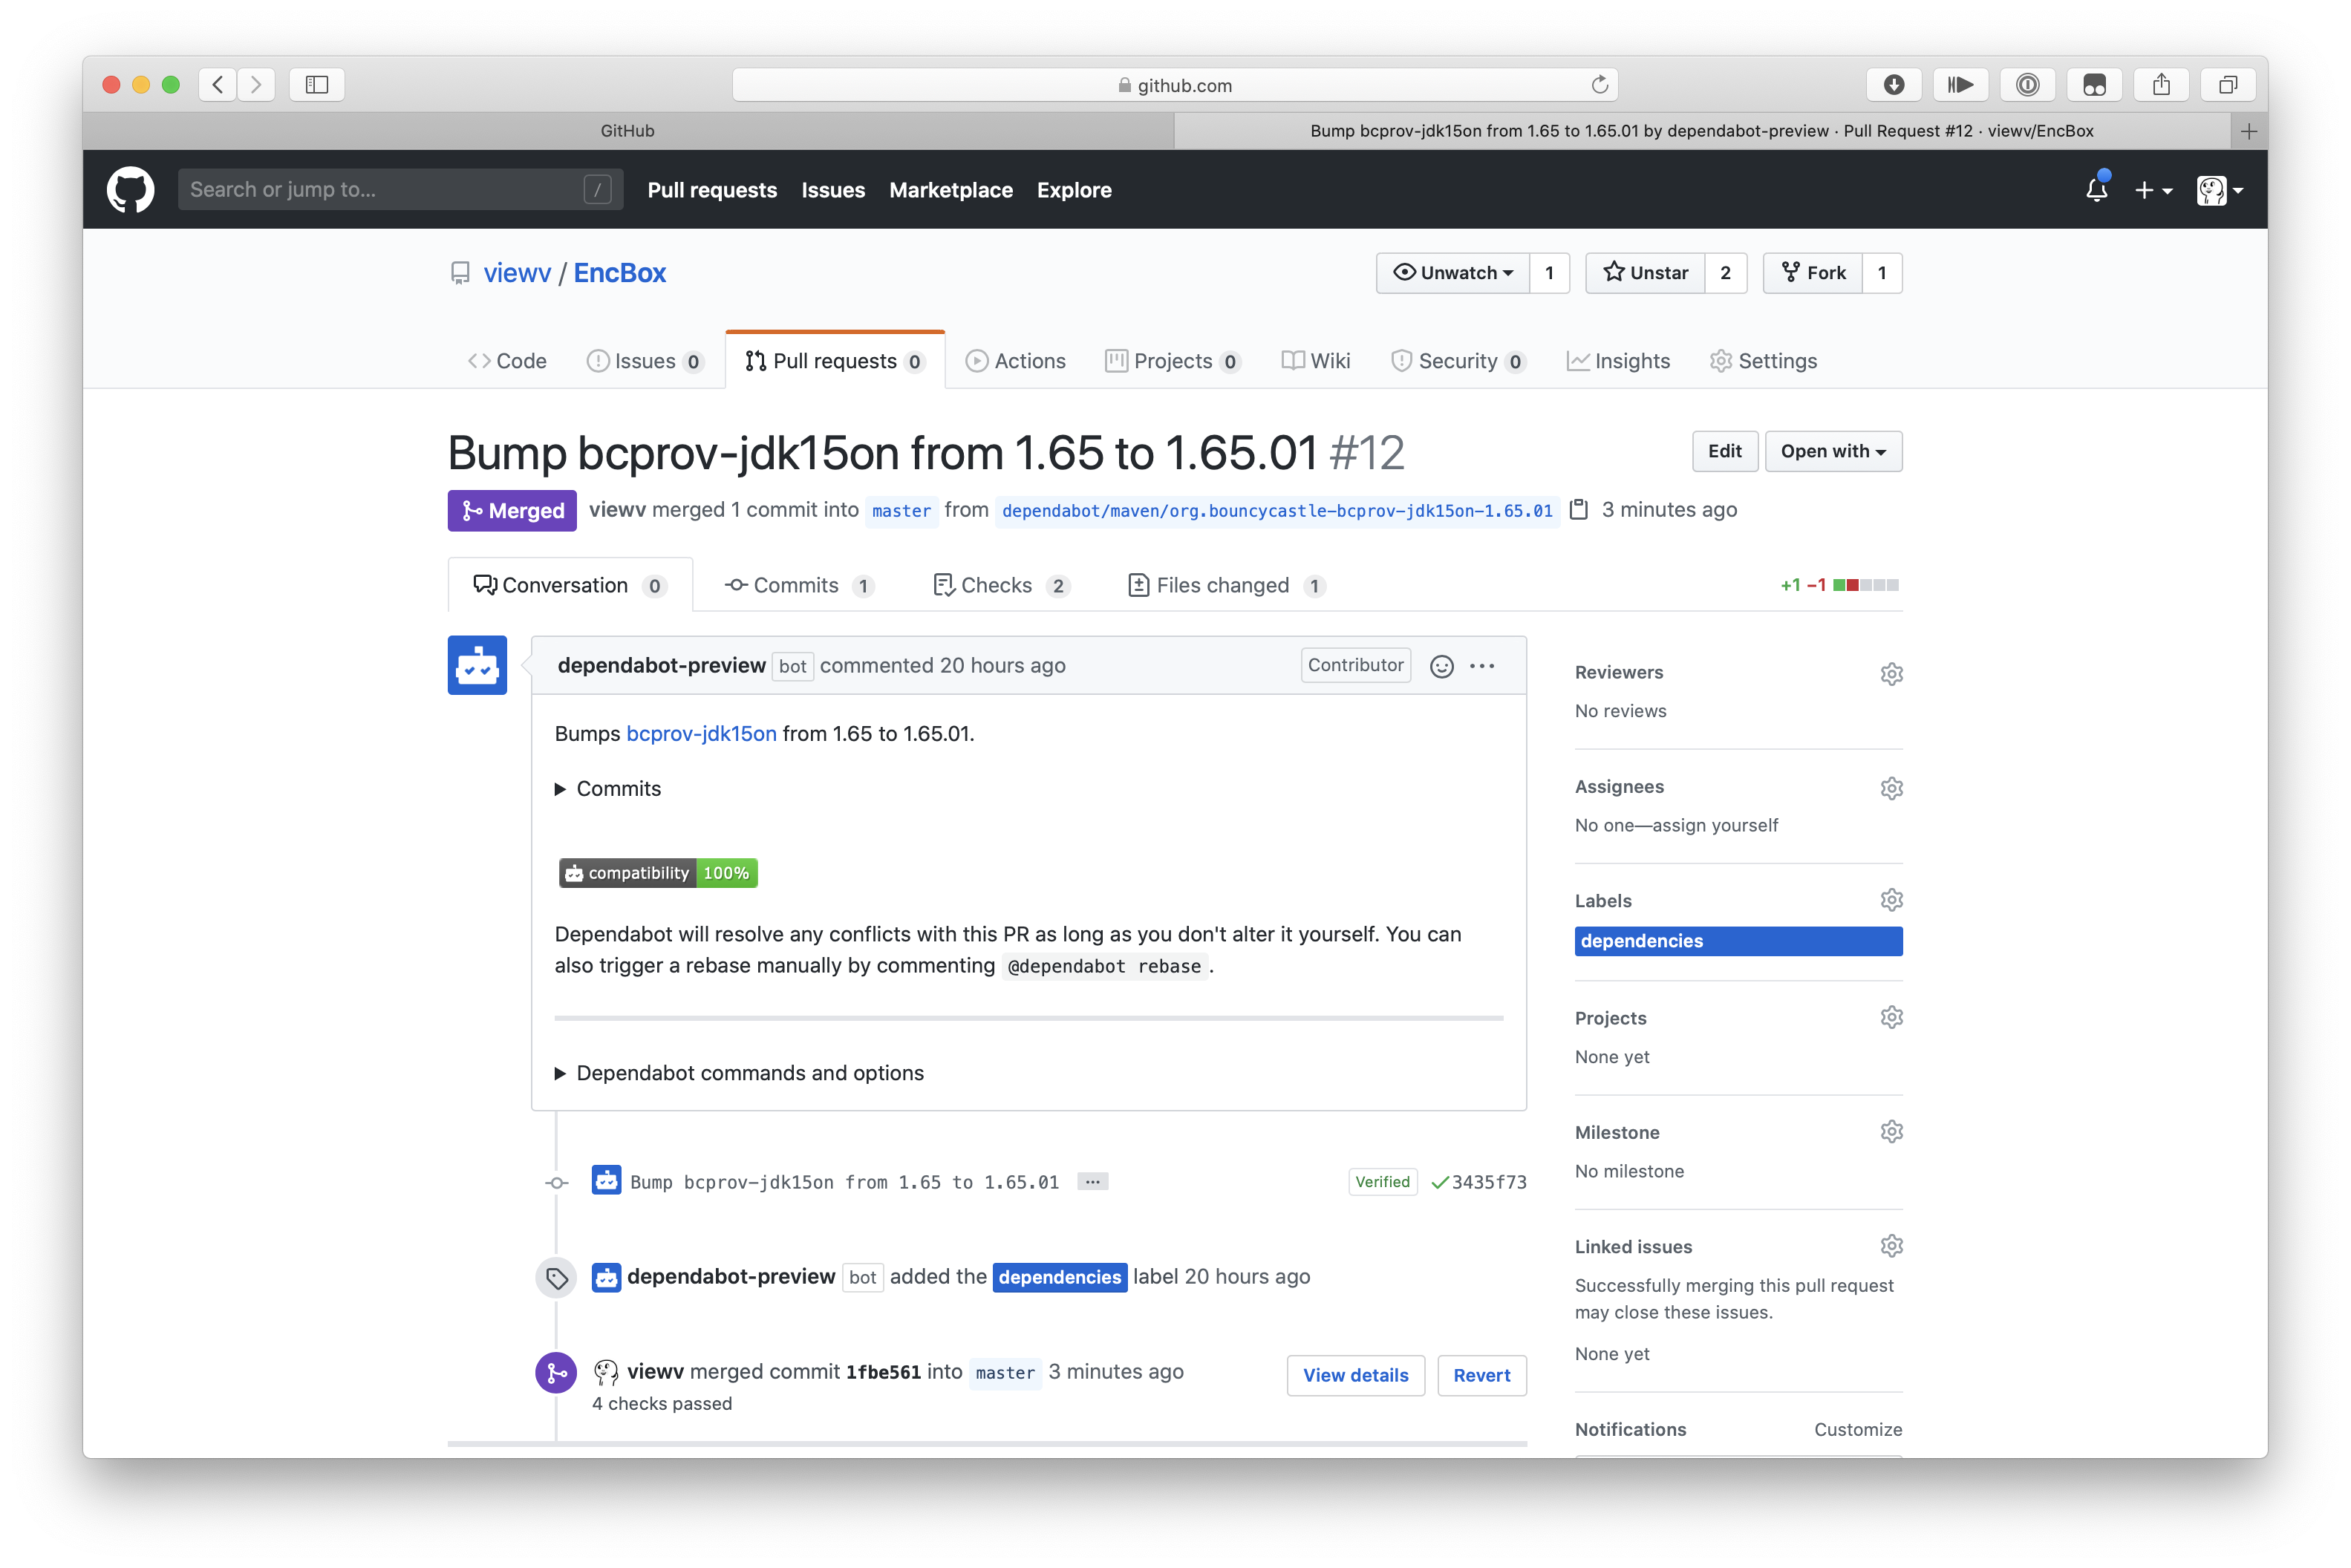 github.com
GitHub
Bump bcprov-jdk15on from 1.65 to 1.65.01 by dependabot-preview · Pull Request #12 · viewv/EncBox
Search or jump to... /
Pull requests Issues Marketplace Explore
viewv / EncBox
Unwatch 1 Unstar 2 Fork 1
Code Issues 0 Pull requests 0 Actions Projects 0 Wiki Security 0 Insights Settings
Bump bcprov-jdk15on from 1.65 to 1.65.01 #12
Edit Open with
Merged viewv merged 1 commit into master from dependabot/maven/org.bouncycastle-bcprov-jdk15on-1.65.01 3 minutes ago
Conversation 0 Commits 1 Checks 2 Files changed 1 +1 −1
dependabot-preview bot commented 20 hours ago Contributor
Bumps bcprov-jdk15on from 1.65 to 1.65.01.
Commits
compatibility 100%
Dependabot will resolve any conflicts with this PR as long as you don't alter it yourself. You can
also trigger a rebase manually by commenting @dependabot rebase.
Dependabot commands and options
Bump bcprov-jdk15on from 1.65 to 1.65.01 ... Verified 3435f73
dependabot-preview bot added the dependencies label 20 hours ago
viewv merged commit 1fbe561 into master 3 minutes ago
4 checks passed
View details Revert
Reviewers
No reviews
Assignees
No one—assign yourself
Labels
dependencies
Projects
None yet
Milestone
No milestone
Linked issues
Successfully merging this pull request
may close these issues.
None yet
Notifications Customize